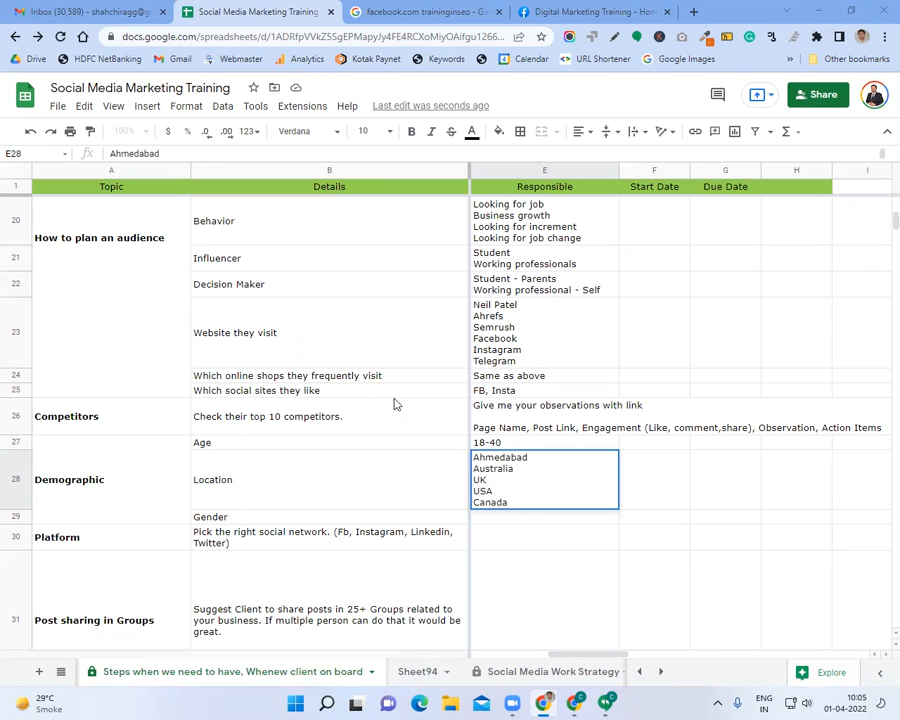 Inbox (30,589) - shahchirag@g
Social Media Marketing Training
facebook.com traininginseo - Go
Digital Marketing Training - Hom
docs.google.com/spreadsheets/d/1ADRfpVVkZ5SgEPMapyJy4FE4RCXoMiyOAifgu1266...
Drive
HDFC NetBanking
Gmail
Webmaster
Analytics
Kotak Paynet
Keywords
Calendar
URL Shortener
Google Images
Other bookmarks
Social Media Marketing Training
File Edit View Insert Format Data Tools Extensions Help Last edit was seconds ago
Share
100% $ % .0 .00 123 Verdana 10 B I S A
E28 fx Ahmedabad
A B E F G H I
1 Topic Details Responsible Start Date Due Date
20 How to plan an audience Behavior
Looking for job
Business growth
Looking for increment
Looking for job change
21 Influencer
Student
Working professionals
22 Decision Maker
Student - Parents
Working professional - Self
23 Website they visit
Neil Patel
Ahrefs
Semrush
Facebook
Instagram
Telegram
24 Which online shops they frequently visit Same as above
25 Which social sites they like FB, Insta
26 Competitors Check their top 10 competitors.
Give me your observations with link
Page Name, Post Link, Engagement (Like, comment,share), Observation, Action Items
27 Age 18-40
28 Demographic Location
Ahmedabad
Australia
UK
USA
Canada
29 Gender
30 Platform
Pick the right social network. (Fb, Instagram, Linkedin,
Twitter)
31 Post sharing in Groups
Suggest Client to share posts in 25+ Groups related to
your business. If multiple person can do that it would be
great.
Steps when we need to have, Whenew client on board
Sheet94
Social Media Work Strategy
Explore
29°C
Smoke
ENG
IN
10:05
01-04-2022